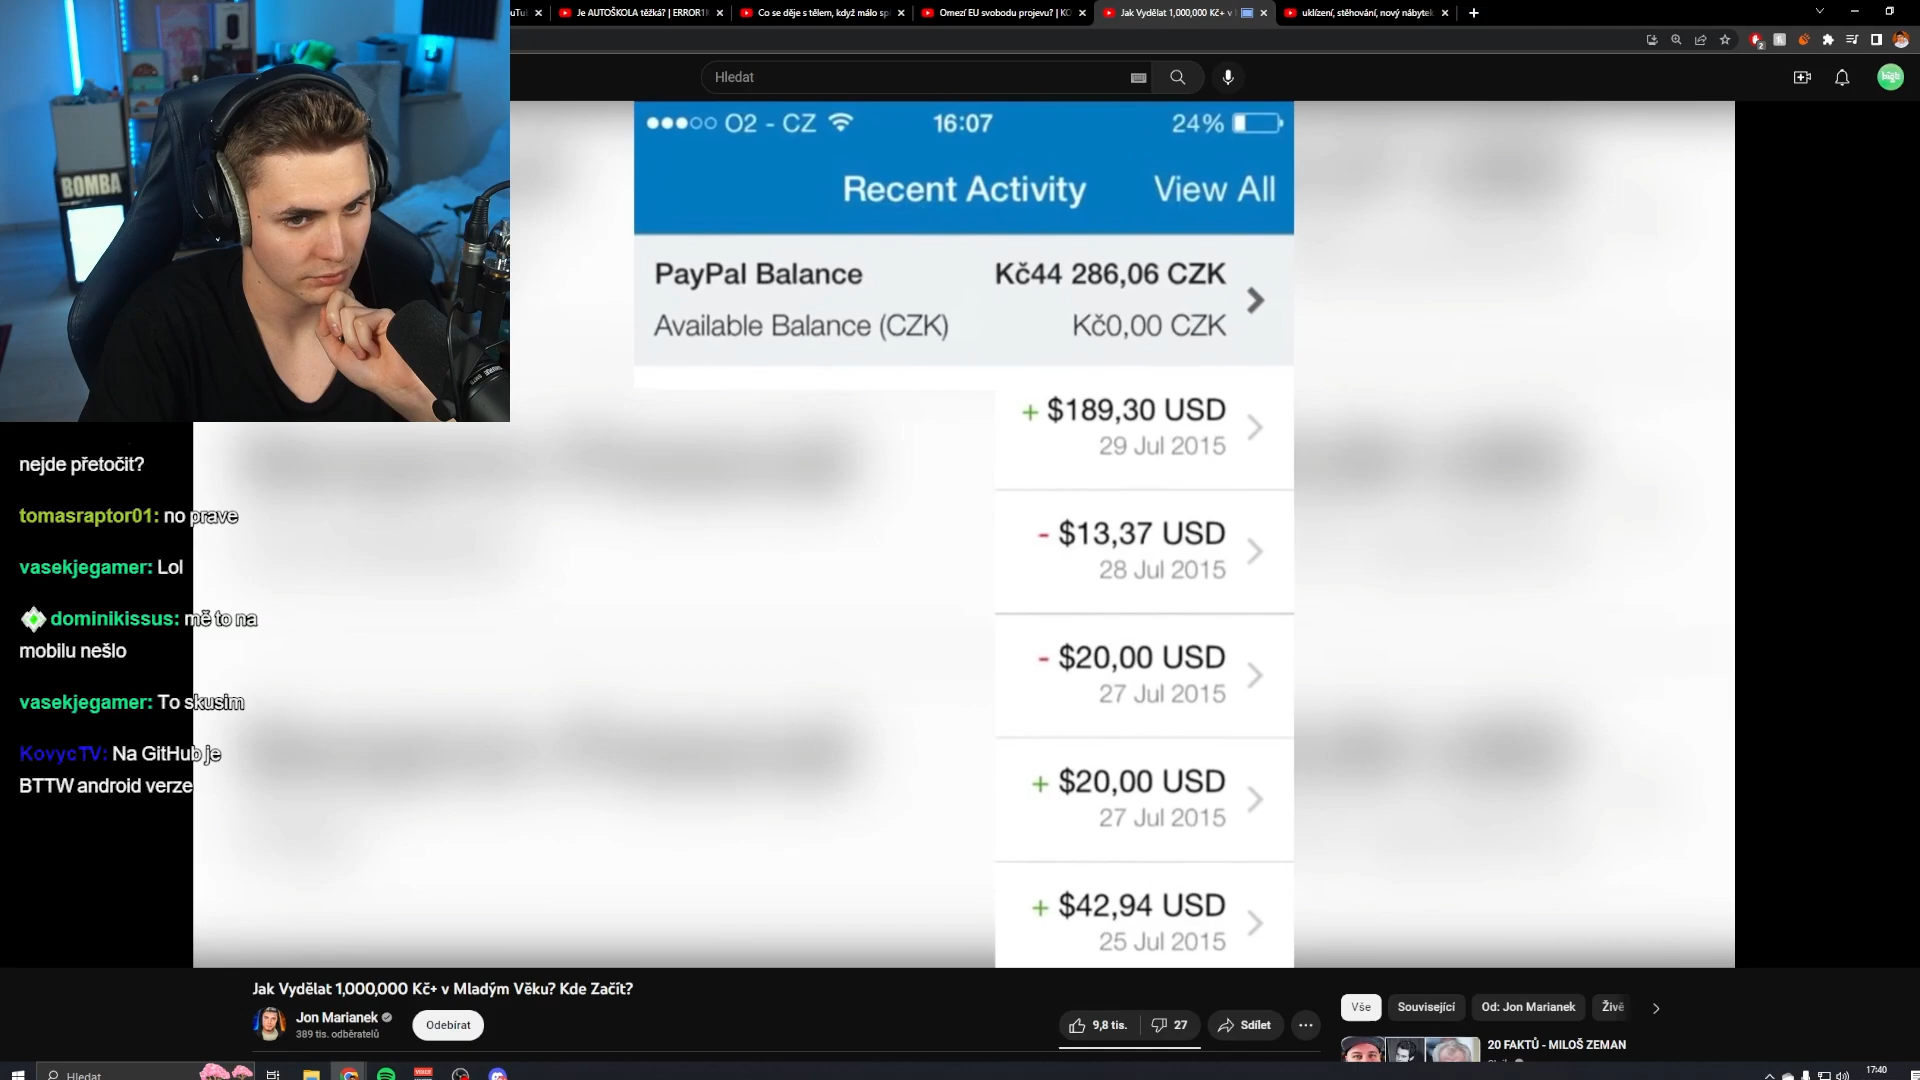 uTub
Je AUTOŠKOLA těžká? | ERROR1
Co se děje s tělem, když málo sp
Omezí EU svobodu projevu? | KO
Jak Vydělat 1,000,000 Kč+ v
uklízení, stěhování, nový nábytek
2
Hledat
bigk
BOMBA
O2 - CZ
16:07
24%
Recent Activity
View All
PayPal Balance
Kč44 286,06 CZK
Available Balance (CZK)
Kč0,00 CZK
+ $189,30 USD
29 Jul 2015
- $13,37 USD
28 Jul 2015
- $20,00 USD
27 Jul 2015
+ $20,00 USD
27 Jul 2015
+ $42,94 USD
25 Jul 2015
nejde přetočit?
tomasraptor01: no prave
vasekjegamer: Lol
dominikissus: mě to na
mobilu nešlo
vasekjegamer: To skusim
KovycTV: Na GitHub je
BTTW android verze
Jak Vydělat 1,000,000 Kč+ v Mladým Věku? Kde Začít?
Jon Marianek
389 tis. odběratelů
Odebírat
9,8 tis.
27
Sdílet
Vše
Související
Od: Jon Marianek
Živě
20 FAKTŮ - MILOŠ ZEMAN
Hledat
17:40